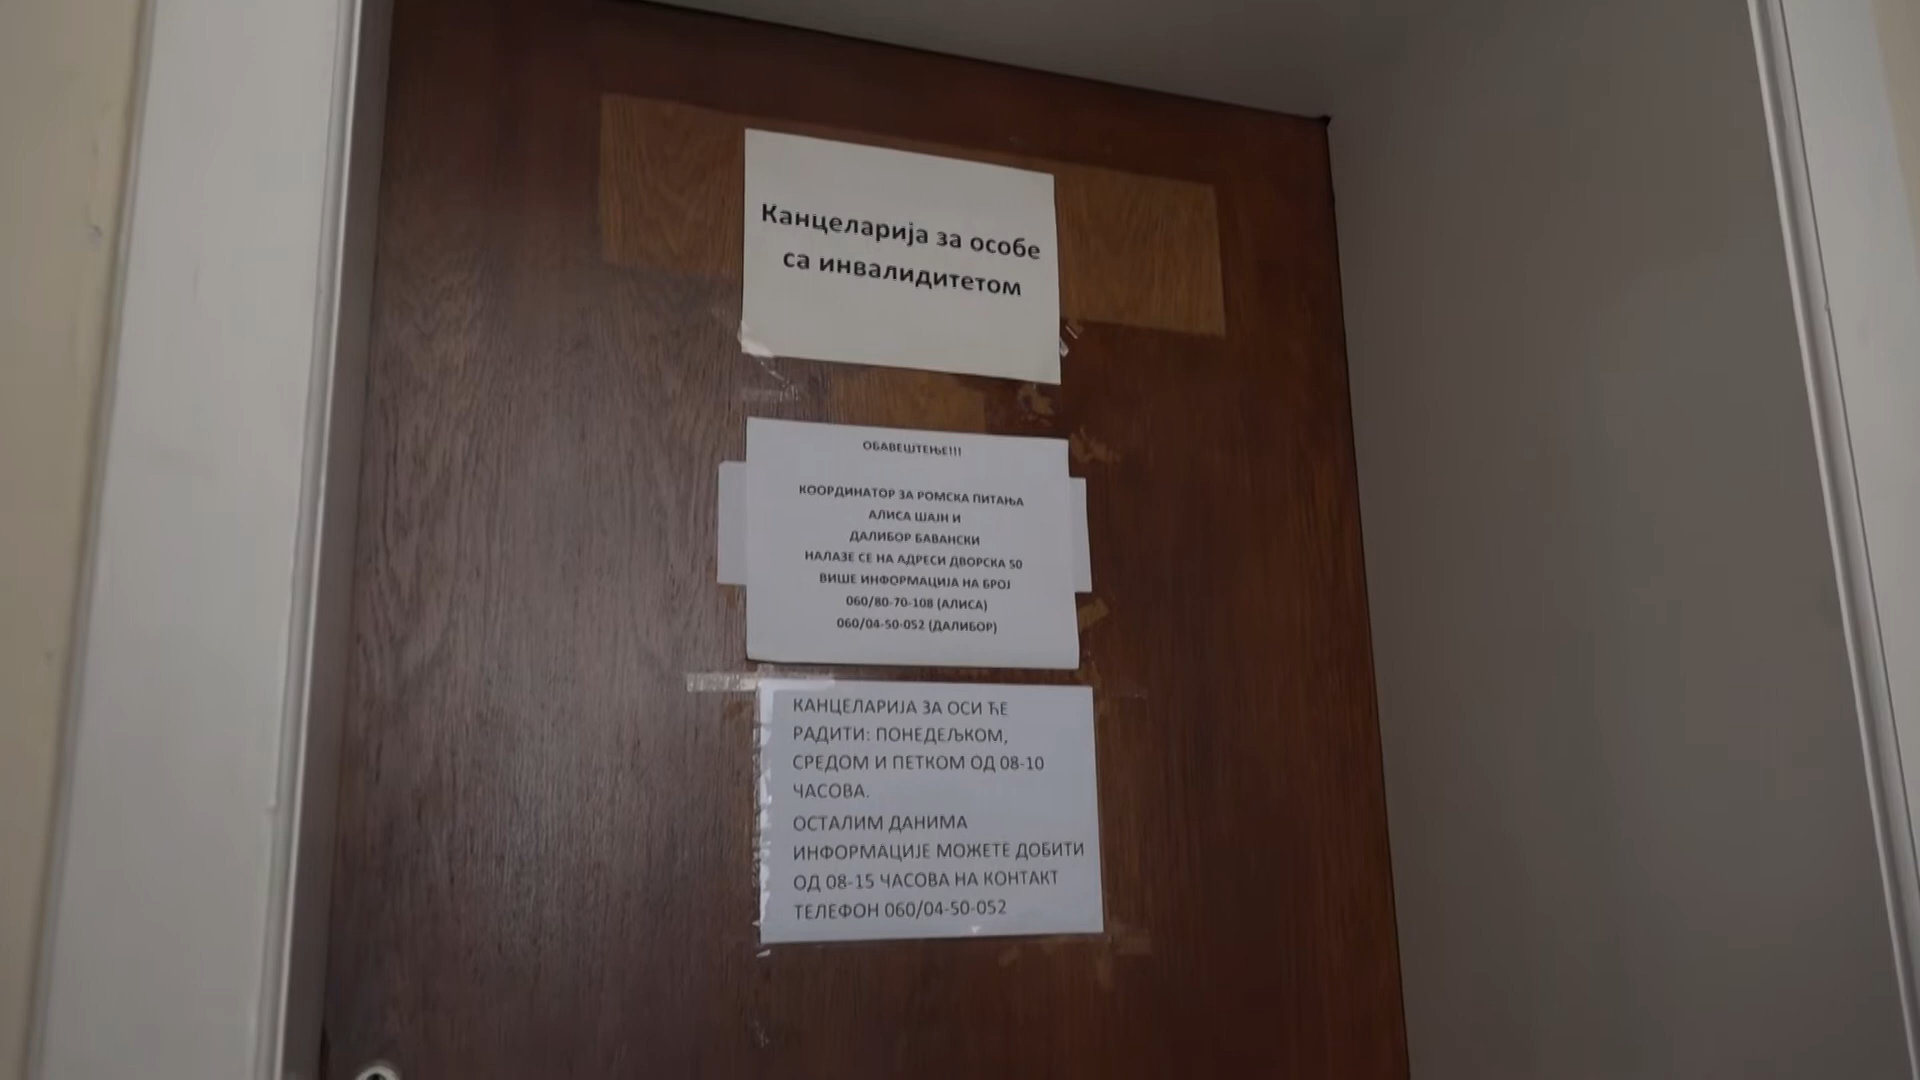 Канцеларија за особе
са инвалидитетом
ОБАВЕШТЕЊЕ!!!
КООРДИНАТОР ЗА РОМСКА ПИТАЊА
АЛИСА ШАЈН И
ДАЛИБОР БАВАНСКИ
НАЛАЗЕ СЕ НА АДРЕСИ ДВОРСКА 50
ВИШЕ ИНФОРМАЦИЈА НА БРОЈ
060/80-70-108 (АЛИСА)
060/04-50-052 (ДАЛИБОР)
КАНЦЕЛАРИЈА ЗА ОСИ ЋЕ
РАДИТИ: ПОНЕДЕЉКОМ,
СРЕДОМ И ПЕТКОМ ОД 08-10
ЧАСОВА.
ОСТАЛИМ ДАНИМА
ИНФОРМАЦИЈЕ МОЖЕТЕ ДОБИТИ
ОД 08-15 ЧАСОВА НА КОНТАКТ
ТЕЛЕФОН 060/04-50-052